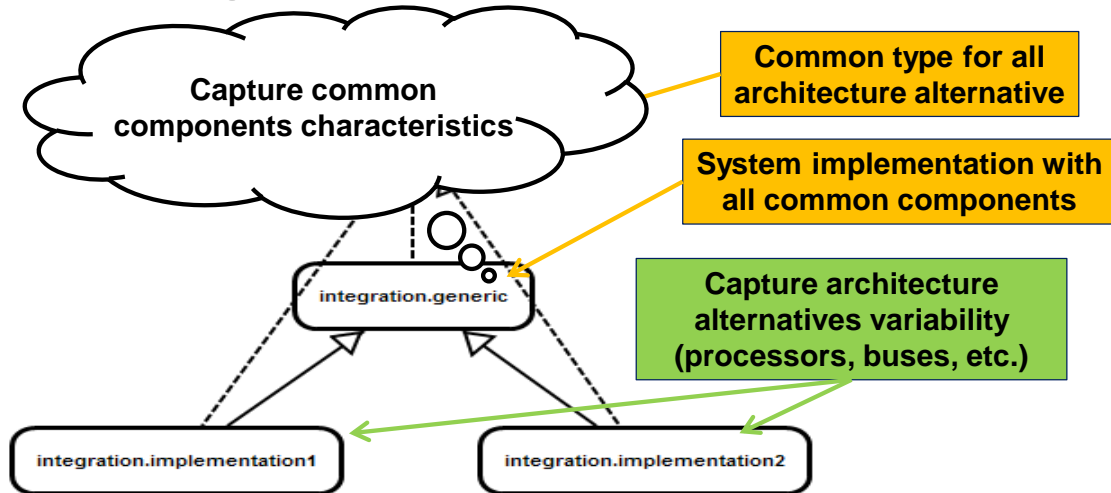 Capture common
components characteristics
Common type for all
architecture alternative
System implementation with
all common components
integration.generic
Capture architecture
alternatives variability
(processors, buses, etc.)
integration.implementation1
integration.implementation2